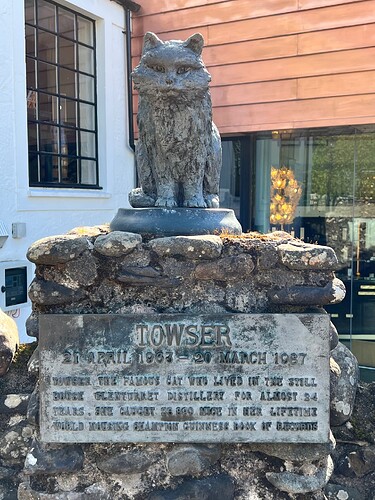 TOWSER
21 APRIL 1963 – 20 MARCH 1987
TOWSER, THE FAMOUS CAT WHO LIVED IN THE STILL
HOUSE, GLENTURRET DISTILLERY, FOR ALMOST 24
YEARS. SHE CAUGHT 28,899 MICE IN HER LIFETIME
WORLD MOUSING CHAMPION GUINNESS BOOK OF RECORDS